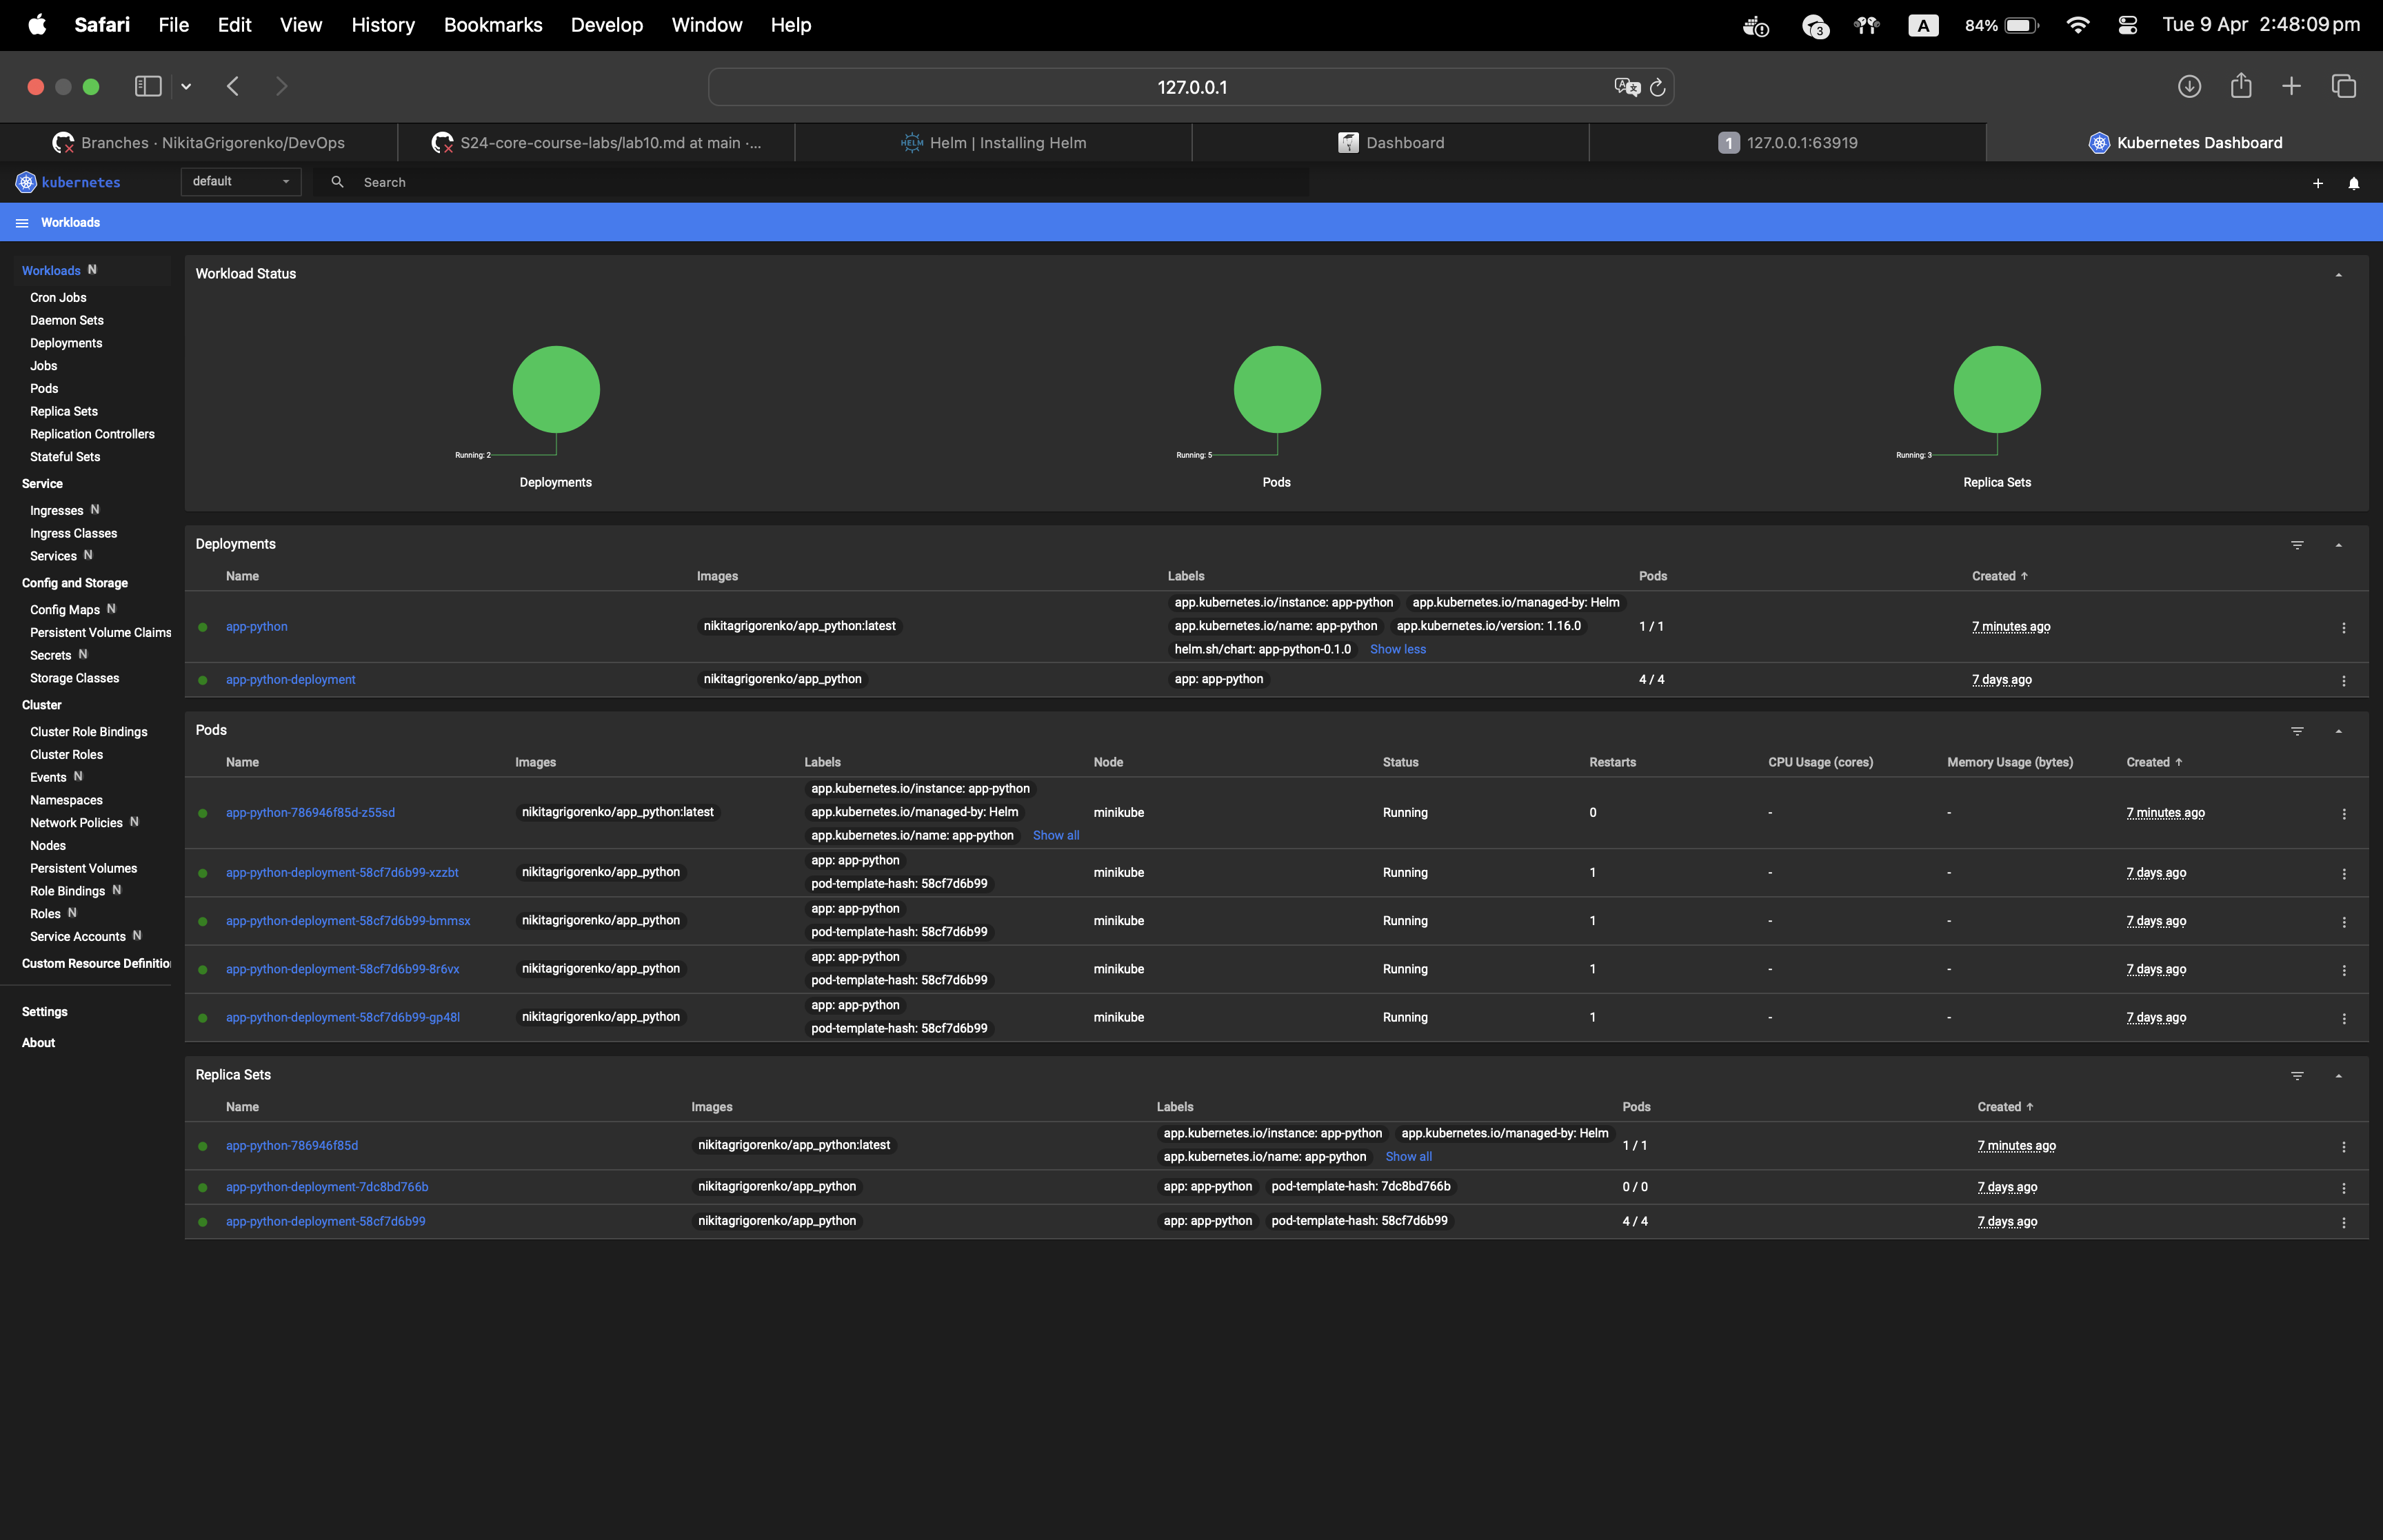 Safari File Edit View History Bookmarks Develop Window Help 3 A 84% Tue 9 Apr 2:48:09 pm
127.0.0.1
Branches · NikitaGrigorenko/DevOps S24-core-course-labs/lab10.md at main ·... HELM Helm | Installing Helm Dashboard 1 127.0.0.1:63919 Kubernetes Dashboard
kubernetes default Search
Workloads
Workloads N
Cron Jobs
Daemon Sets
Deployments
Jobs
Pods
Replica Sets
Replication Controllers
Stateful Sets
Service
Ingresses N
Ingress Classes
Services N
Config and Storage
Config Maps N
Persistent Volume Claims
Secrets N
Storage Classes
Cluster
Cluster Role Bindings
Cluster Roles
Events N
Namespaces
Network Policies N
Nodes
Persistent Volumes
Role Bindings N
Roles N
Service Accounts N
Custom Resource Definitio
Settings
About
Workload Status
Running: 2 Running: 5 Running: 3
Deployments Pods Replica Sets
Deployments
Name Images Labels Pods Created
app.kubernetes.io/instance: app-python app.kubernetes.io/managed-by: Helm
app-python nikitagrigorenko/app_python:latest app.kubernetes.io/name: app-python app.kubernetes.io/version: 1.16.0 1 / 1 7 minutes ago
helm.sh/chart: app-python-0.1.0 Show less
app-python-deployment nikitagrigorenko/app_python app: app-python 4 / 4 7 days ago
Pods
Name Images Labels Node Status Restarts CPU Usage (cores) Memory Usage (bytes) Created
app.kubernetes.io/instance: app-python
app-python-786946f85d-z55sd nikitagrigorenko/app_python:latest app.kubernetes.io/managed-by: Helm minikube Running 0 - - 7 minutes ago
app.kubernetes.io/name: app-python Show all
app: app-python
app-python-deployment-58cf7d6b99-xzzbt nikitagrigorenko/app_python minikube Running 1 - - 7 days ago
pod-template-hash: 58cf7d6b99
app: app-python
app-python-deployment-58cf7d6b99-bmmsx nikitagrigorenko/app_python minikube Running 1 - - 7 days ago
pod-template-hash: 58cf7d6b99
app: app-python
app-python-deployment-58cf7d6b99-8r6vx nikitagrigorenko/app_python minikube Running 1 - - 7 days ago
pod-template-hash: 58cf7d6b99
app: app-python
app-python-deployment-58cf7d6b99-gp48l nikitagrigorenko/app_python minikube Running 1 - - 7 days ago
pod-template-hash: 58cf7d6b99
Replica Sets
Name Images Labels Pods Created
app.kubernetes.io/instance: app-python app.kubernetes.io/managed-by: Helm
app-python-786946f85d nikitagrigorenko/app_python:latest 1 / 1 7 minutes ago
app.kubernetes.io/name: app-python Show all
app-python-deployment-7dc8bd766b nikitagrigorenko/app_python app: app-python pod-template-hash: 7dc8bd766b 0 / 0 7 days ago
app-python-deployment-58cf7d6b99 nikitagrigorenko/app_python app: app-python pod-template-hash: 58cf7d6b99 4 / 4 7 days ago